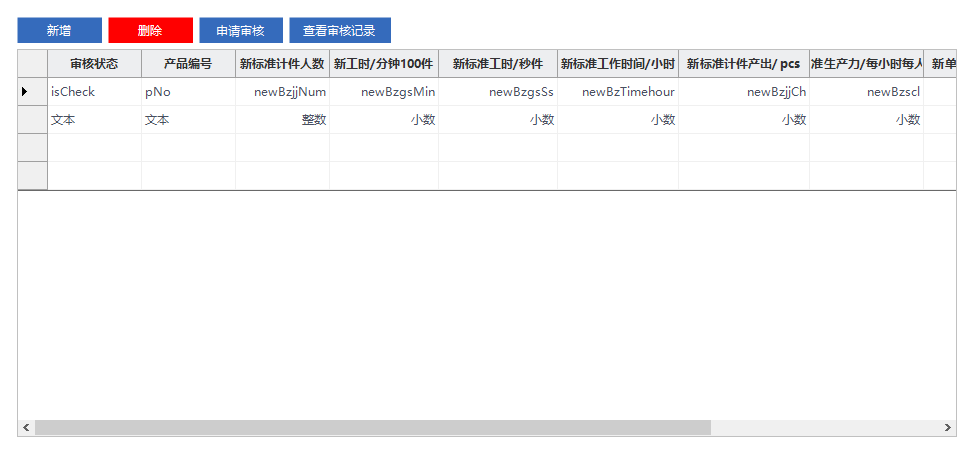 新增 删除 申请审核 查看审核记录
审核状态 产品编号 新标准计件人数 新工时/分钟100件 新标准工时/秒件 新标准工作时间/小时 新标准计件产出/ pcs 准生产力/每小时每人 新单
isCheck pNo newBzjjNum newBzgsMin newBzgsSs newBzTimehour newBzjjCh newBzscl
文本 文本 整数 小数 小数 小数 小数 小数